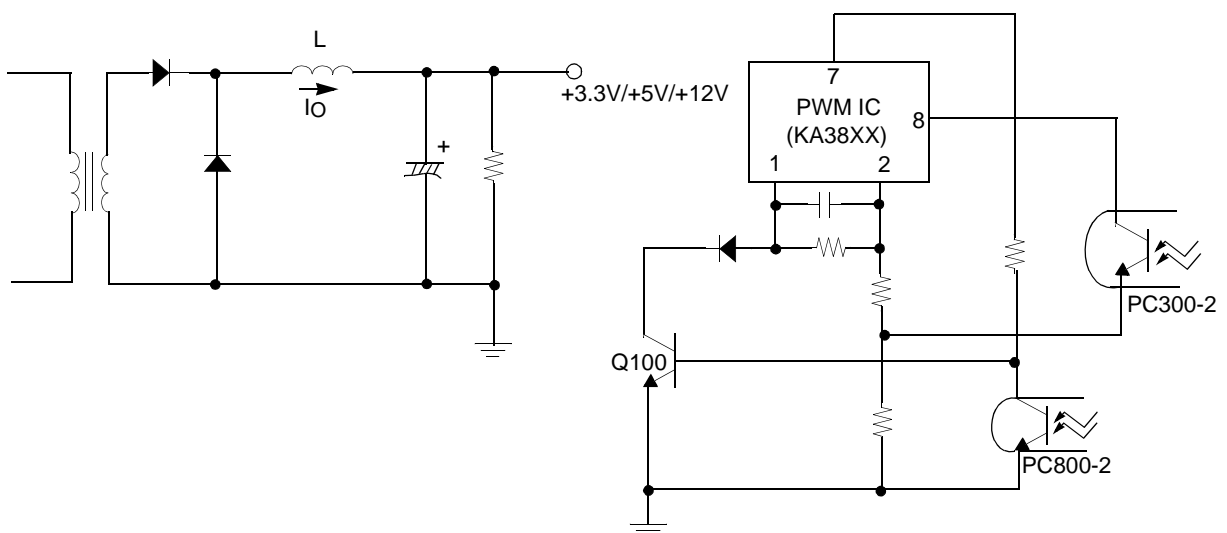 L
IO
+
+3.3V/+5V/+12V
7
PWM IC
(KA38XX)
8
1
2
PC300-2
Q100
PC800-2